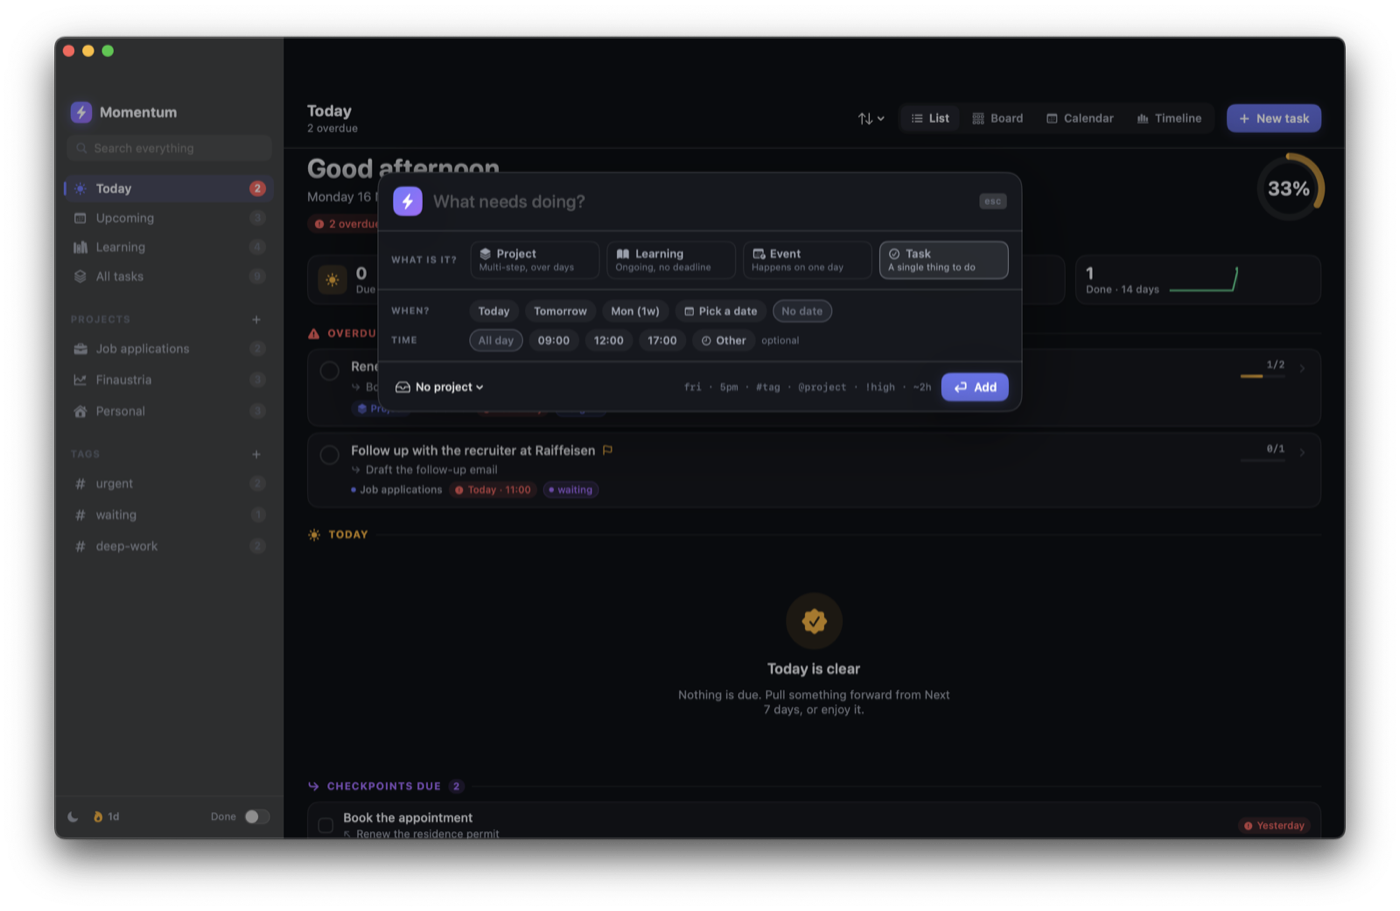 Momentum
Search everything
Today 2
Upcoming 3
Learning 4
All tasks 8
PROJECTS +
Job applications 2
Finaustria 3
Personal 3
TAGS +
# urgent 2
# waiting 1
# deep-work 2
1d Done
Today
2 overdue
List Board Calendar Timeline + New task
Good afternoon
Monday 16
2 overdue
33%
What needs doing? esc
WHAT IS IT?
Project
Multi-step, over days
Learning
Ongoing, no deadline
Event
Happens on one day
Task
A single thing to do
WHEN? Today Tomorrow Mon (1w) Pick a date No date
TIME All day 09:00 12:00 17:00 Other optional
No project fri · 5pm · #tag · @project · !high · ~2h Add
0
Due
1
Done · 14 days
OVERDU
Rene
1/2
Bo
Follow up with the recruiter at Raiffeisen
0/1
Draft the follow-up email
Job applications Today · 11:00 waiting
TODAY
Today is clear
Nothing is due. Pull something forward from Next
7 days, or enjoy it.
CHECKPOINTS DUE 2
Book the appointment
Renew the residence permit
Yesterday